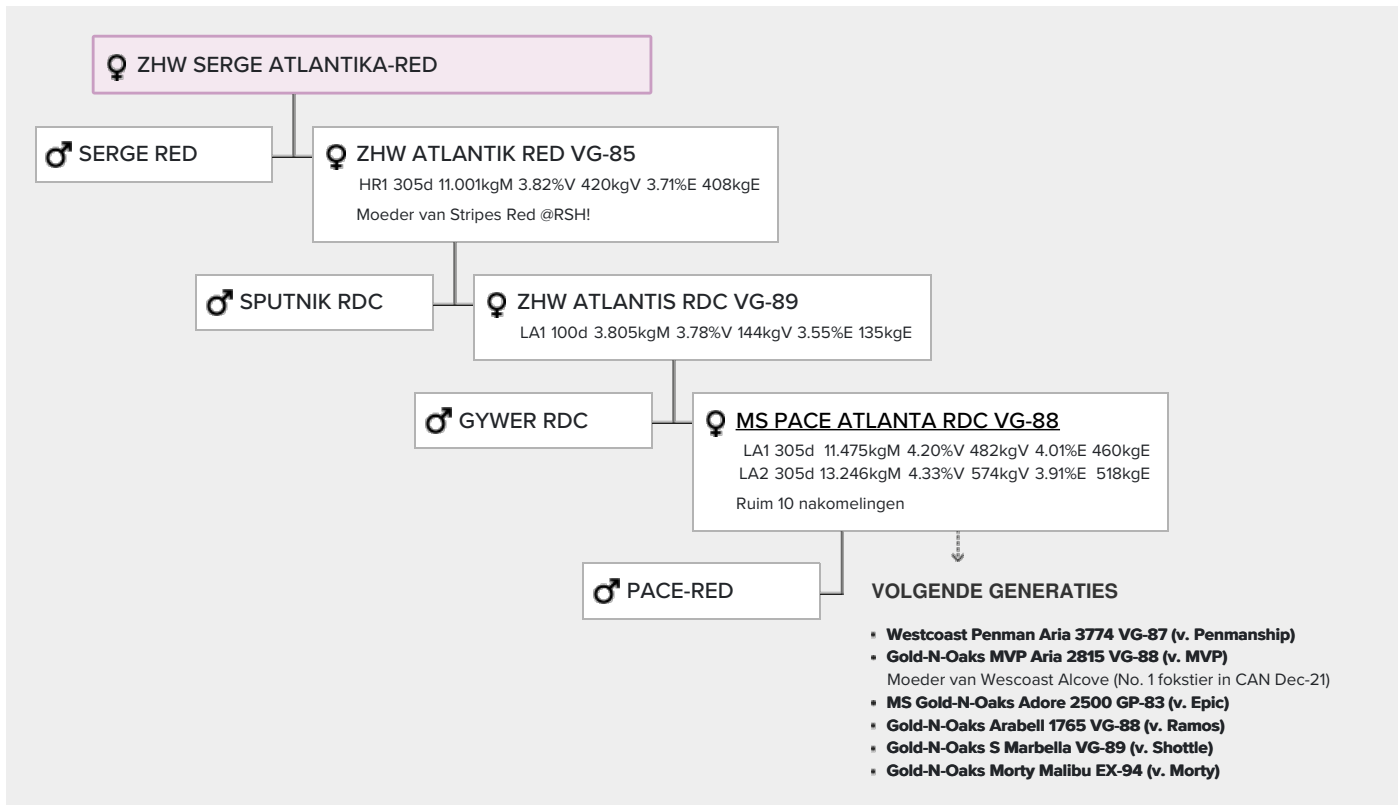 ZHW SERGE ATLANTIKA-RED
SERGE RED
ZHW ATLANTIK RED VG-85
HR1 305d 11.001kgM 3.82%V 420kgV 3.71%E 408kgE
Moeder van Stripes Red @RSH!
SPUTNIK RDC
ZHW ATLANTIS RDC VG-89
LA1 100d 3.805kgM 3.78%V 144kgV 3.55%E 135kgE
GYWER RDC
MS PACE ATLANTA RDC VG-88
LA1 305d 11.475kgM 4.20%V 482kgV 4.01%E 460kgE
LA2 305d 13.246kgM 4.33%V 574kgV 3.91%E 518kgE
Ruim 10 nakomelingen
PACE-RED
VOLGENDE GENERATIES
▪ Westcoast Penman Aria 3774 VG-87 (v. Penmanship)
▪ Gold-N-Oaks MVP Aria 2815 VG-88 (v. MVP)
Moeder van Wescoast Alcove (No. 1 fokstier in CAN Dec-21)
▪ MS Gold-N-Oaks Adore 2500 GP-83 (v. Epic)
▪ Gold-N-Oaks Arabell 1765 VG-88 (v. Ramos)
▪ Gold-N-Oaks S Marbella VG-89 (v. Shottle)
▪ Gold-N-Oaks Morty Malibu EX-94 (v. Morty)